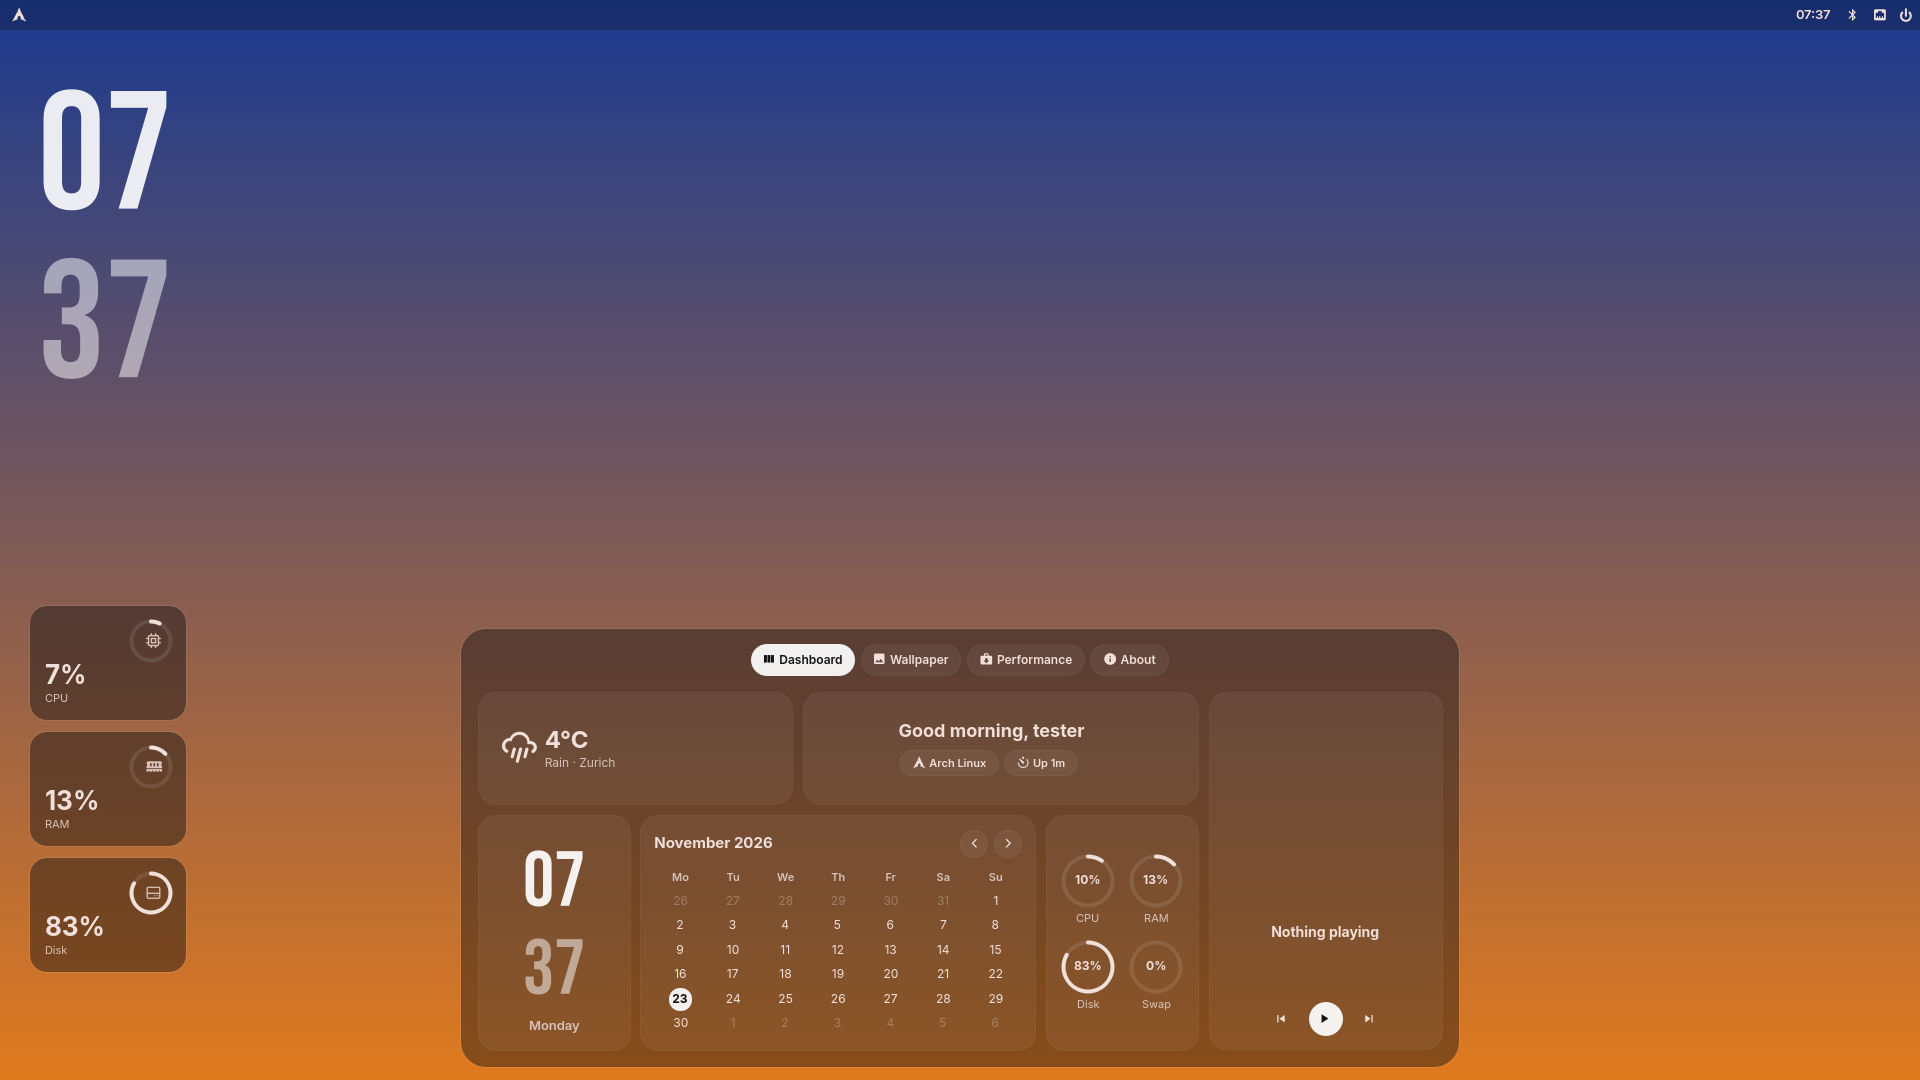 07:37
07
37
7%
CPU
13%
RAM
83%
Disk
Dashboard Wallpaper Performance About
4°C
Rain · Zurich
Good morning, tester
Arch Linux Up 1m
07
37
Monday
November 2026
Mo Tu We Th Fr Sa Su
26 27 28 29 30 31 1
2 3 4 5 6 7 8
9 10 11 12 13 14 15
16 17 18 19 20 21 22
23 24 25 26 27 28 29
30 1 2 3 4 5 6
10% 13%
CPU RAM
83% 0%
Disk Swap
Nothing playing